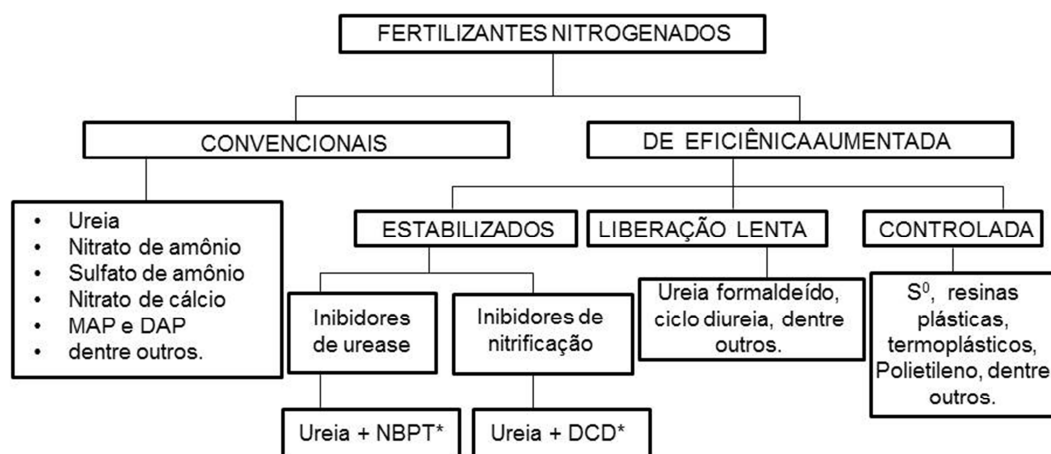 FERTILIZANTES NITROGENADOS
CONVENCIONAIS
DE EFICIÊNICA AUMENTADA
• Ureia
• Nitrato de amônio
• Sulfato de amônio
• Nitrato de cálcio
• MAP e DAP
• dentre outros.
ESTABILIZADOS
LIBERAÇÃO LENTA
CONTROLADA
Inibidores
de urease
Inibidores de
nitrificação
Ureia formaldeído,
ciclo diureia, dentre
outros.
S⁰, resinas
plásticas,
termoplásticos,
Polietileno, dentre
outros.
Ureia + NBPT*
Ureia + DCD*